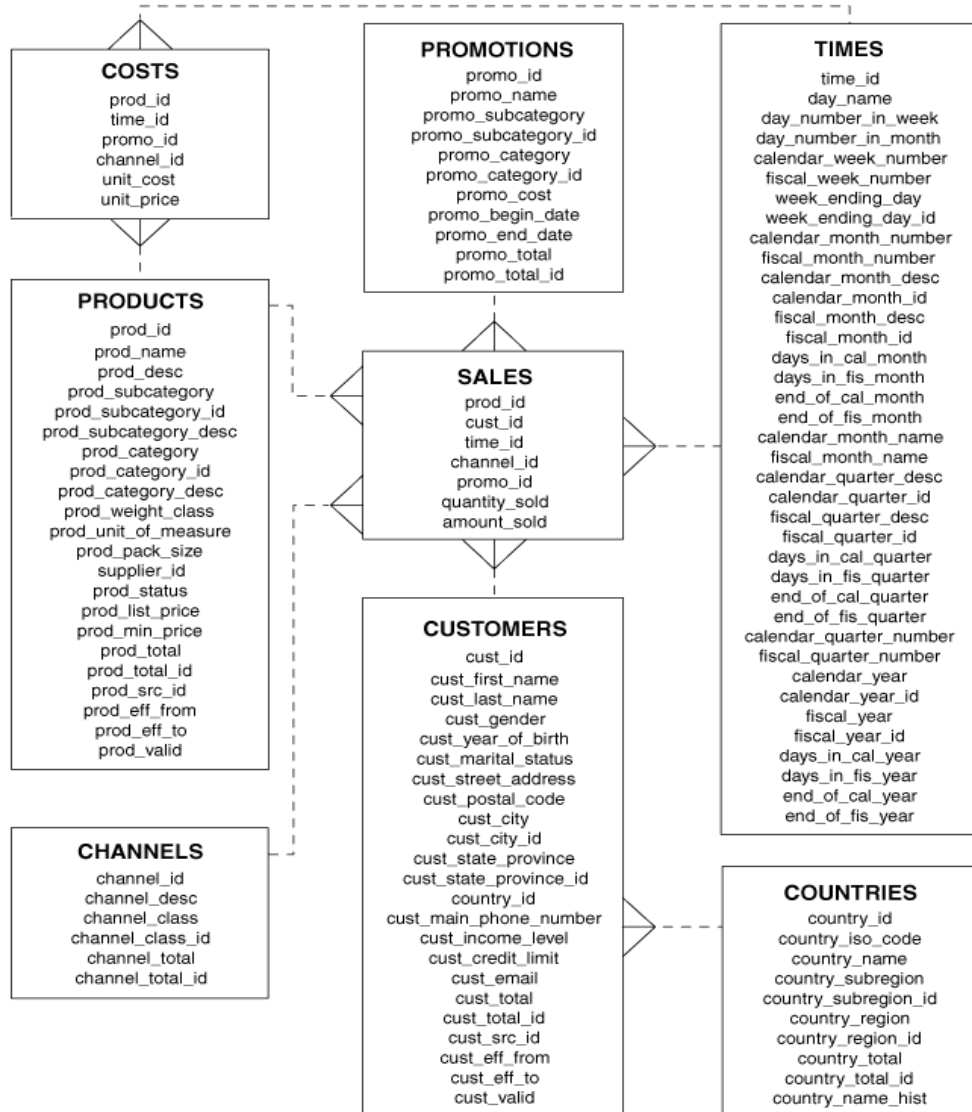 COSTS
prod_id
time_id
promo_id
channel_id
unit_cost
unit_price
PROMOTIONS
promo_id
promo_name
promo_subcategory
promo_subcategory_id
promo_category
promo_category_id
promo_cost
promo_begin_date
promo_end_date
promo_total
promo_total_id
TIMES
time_id
day_name
day_number_in_week
day_number_in_month
calendar_week_number
fiscal_week_number
week_ending_day
week_ending_day_id
calendar_month_number
fiscal_month_number
calendar_month_desc
calendar_month_id
fiscal_month_desc
fiscal_month_id
days_in_cal_month
days_in_fis_month
end_of_cal_month
end_of_fis_month
calendar_month_name
fiscal_month_name
calendar_quarter_desc
calendar_quarter_id
fiscal_quarter_desc
fiscal_quarter_id
days_in_cal_quarter
days_in_fis_quarter
end_of_cal_quarter
end_of_fis_quarter
calendar_quarter_number
fiscal_quarter_number
calendar_year
calendar_year_id
fiscal_year
fiscal_year_id
days_in_cal_year
days_in_fis_year
end_of_cal_year
end_of_fis_year
PRODUCTS
prod_id
prod_name
prod_desc
prod_subcategory
prod_subcategory_id
prod_subcategory_desc
prod_category
prod_category_id
prod_category_desc
prod_weight_class
prod_unit_of_measure
prod_pack_size
supplier_id
prod_status
prod_list_price
prod_min_price
prod_total
prod_total_id
prod_src_id
prod_eff_from
prod_eff_to
prod_valid
SALES
prod_id
cust_id
time_id
channel_id
promo_id
quantity_sold
amount_sold
CUSTOMERS
cust_id
cust_first_name
cust_last_name
cust_gender
cust_year_of_birth
cust_marital_status
cust_street_address
cust_postal_code
cust_city
cust_city_id
cust_state_province
cust_state_province_id
country_id
cust_main_phone_number
cust_income_level
cust_credit_limit
cust_email
cust_total
cust_total_id
cust_src_id
cust_eff_from
cust_eff_to
cust_valid
CHANNELS
channel_id
channel_desc
channel_class
channel_class_id
channel_total
channel_total_id
COUNTRIES
country_id
country_iso_code
country_name
country_subregion
country_subregion_id
country_region
country_region_id
country_total
country_total_id
country_name_hist